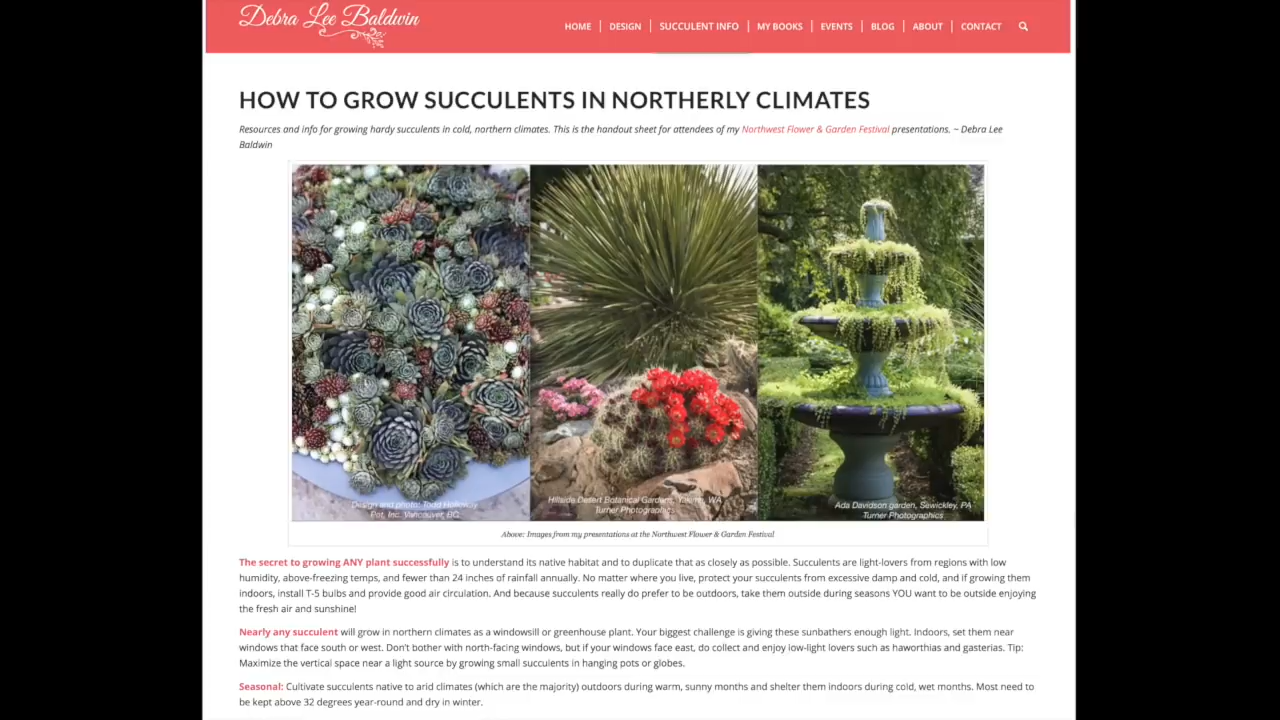 Debra Lee Baldwin
HOME DESIGN SUCCULENT INFO MY BOOKS EVENTS BLOG ABOUT CONTACT
HOW TO GROW SUCCULENTS IN NORTHERLY CLIMATES
Resources and info for growing hardy succulents in cold, northern climates. This is the handout sheet for attendees of my Northwest Flower & Garden Festival presentations. ~ Debra Lee
Baldwin
Design and photo: Todd Holloway
Pot, Inc. Vancouver, BC
Hillside Desert Botanical Gardens, Yakima, WA
Turner Photographics
Ada Davidson garden, Sewickley, PA
Turner Photographics
Above: Images from my presentations at the Northwest Flower & Garden Festival
The secret to growing ANY plant successfully is to understand its native habitat and to duplicate that as closely as possible. Succulents are light-lovers from regions with low
humidity, above-freezing temps, and fewer than 24 inches of rainfall annually. No matter where you live, protect your succulents from excessive damp and cold, and if growing them
indoors, install T-5 bulbs and provide good air circulation. And because succulents really do prefer to be outdoors, take them outside during seasons YOU want to be outside enjoying
the fresh air and sunshine!
Nearly any succulent will grow in northern climates as a windowsill or greenhouse plant. Your biggest challenge is giving these sunbathers enough light. Indoors, set them near
windows that face south or west. Don't bother with north-facing windows, but if your windows face east, do collect and enjoy low-light lovers such as haworthias and gasterias. Tip:
Maximize the vertical space near a light source by growing small succulents in hanging pots or globes.
Seasonal: Cultivate succulents native to arid climates (which are the majority) outdoors during warm, sunny months and shelter them indoors during cold, wet months. Most need to
be kept above 32 degrees year-round and dry in winter.